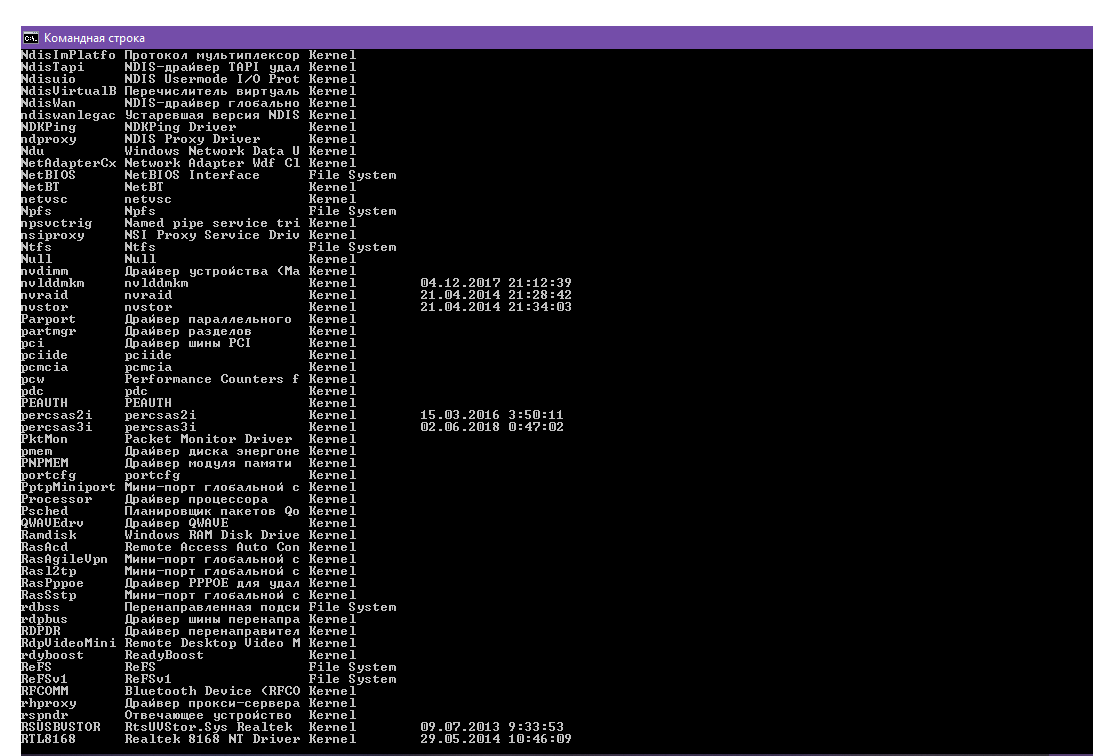 Командная строка
NdisImPlatfo Протокол мультиплексор Kernel
NdisTapi NDIS-драйвер TAPI удал Kernel
Ndisuio NDIS Usermode I/O Prot Kernel
NdisVirtualB Перечислитель виртуаль Kernel
NdisWan NDIS-драйвер глобально Kernel
ndiswanlegac Устаревшая версия NDIS Kernel
NDKPing NDKPing Driver Kernel
ndproxy NDIS Proxy Driver Kernel
Ndu Windows Network Data U Kernel
NetAdapterCx Network Adapter Wdf Cl Kernel
NetBIOS NetBIOS Interface File System
NetBT NetBT Kernel
netvsc netvsc Kernel
Npfs Npfs File System
npsvctrig Named pipe service tri Kernel
nsiproxy NSI Proxy Service Driv Kernel
Ntfs Ntfs File System
Null Null Kernel
nvdimm Драйвер устройства (Ma Kernel
nvlddmkm nvlddmkm Kernel 04.12.2017 21:12:39
nvraid nvraid Kernel 21.04.2014 21:28:42
nvstor nvstor Kernel 21.04.2014 21:34:03
Parport Драйвер параллельного Kernel
partmgr Драйвер разделов Kernel
pci Драйвер шины PCI Kernel
pciide pciide Kernel
pcmcia pcmcia Kernel
pcw Performance Counters f Kernel
pdc pdc Kernel
PEAUTH PEAUTH Kernel
percsas2i percsas2i Kernel 15.03.2016 3:50:11
percsas3i percsas3i Kernel 02.06.2018 0:47:02
PktMon Packet Monitor Driver Kernel
pmem Драйвер диска энергоне Kernel
PNPMEM Драйвер модуля памяти Kernel
portcfg portcfg Kernel
PptpMiniport Мини-порт глобальной с Kernel
Processor Драйвер процессора Kernel
Psched Планировщик пакетов Qo Kernel
QWAVEdrv Драйвер QWAVE Kernel
Ramdisk Windows RAM Disk Drive Kernel
RasAcd Remote Access Auto Con Kernel
RasAgileVpn Мини-порт глобальной с Kernel
Rasl2tp Мини-порт глобальной с Kernel
RasPppoe Драйвер PPPOE для удал Kernel
RasSstp Мини-порт глобальной с Kernel
rdbss Перенаправленная подси File System
rdpbus Драйвер шины перенапра Kernel
RDPDR Драйвер перенаправител Kernel
RdpVideoMini Remote Desktop Video M Kernel
rdyboost ReadyBoost Kernel
ReFS ReFS File System
ReFSv1 ReFSv1 File System
RFCOMM Bluetooth Device (RFCO Kernel
rhproxy Драйвер прокси-сервера Kernel
rspndr Отвечающее устройство Kernel
RSUSBVSTOR RtsUVStor.Sys Realtek Kernel 09.07.2013 9:33:53
RTL8168 Realtek 8168 NT Driver Kernel 29.05.2014 10:46:09